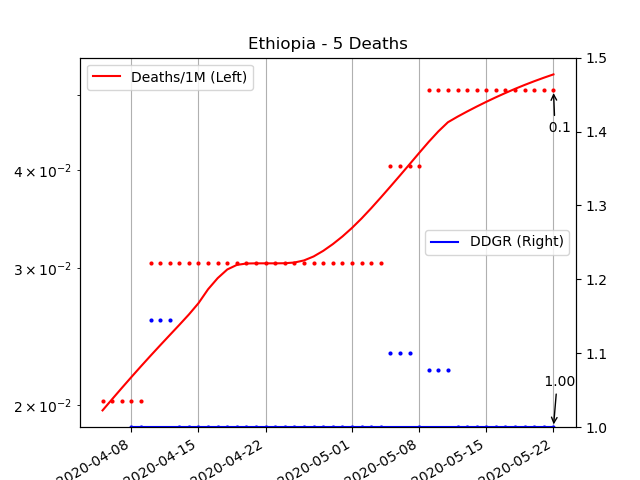 Ethiopia - 5 Deaths
Deaths/1M (Left)
1.5
1.4
0.1
4 × 10⁻²
1.3
DDGR (Right)
3 × 10⁻²
1.2
1.1
1.00
2 × 10⁻²
1.0
2020-04-08
2020-04-15
2020-04-22
2020-05-01
2020-05-08
2020-05-15
2020-05-22